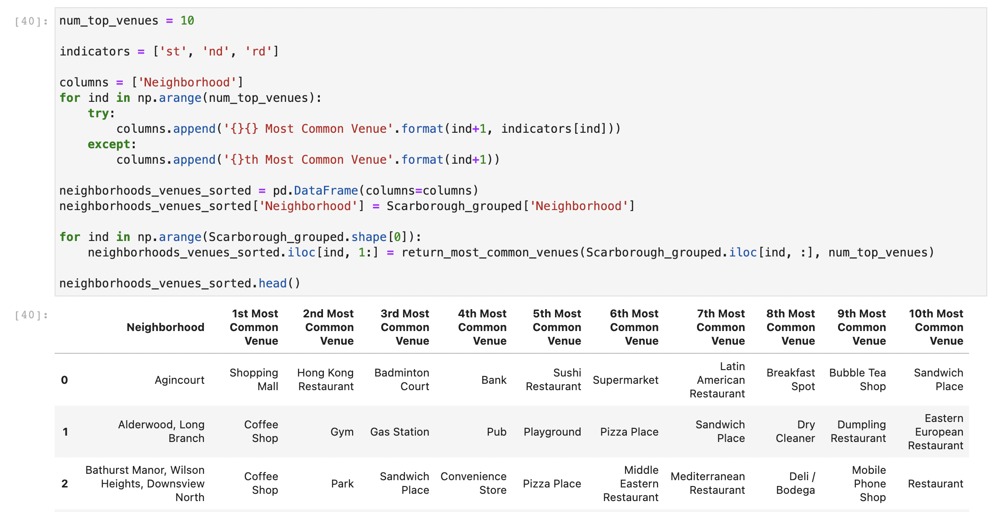 [40]:
num_top_venues = 10
indicators = ['st', 'nd', 'rd']
columns = ['Neighborhood']
for ind in np.arange(num_top_venues):
    try:
        columns.append('{}{} Most Common Venue'.format(ind+1, indicators[ind]))
    except:
        columns.append('{}th Most Common Venue'.format(ind+1))
neighborhoods_venues_sorted = pd.DataFrame(columns=columns)
neighborhoods_venues_sorted['Neighborhood'] = Scarborough_grouped['Neighborhood']
for ind in np.arange(Scarborough_grouped.shape[0]):
    neighborhoods_venues_sorted.iloc[ind, 1:] = return_most_common_venues(Scarborough_grouped.iloc[ind, :], num_top_venues)
neighborhoods_venues_sorted.head()
[40]:
Neighborhood
1st Most
Common
Venue
2nd Most
Common
Venue
3rd Most
Common
Venue
4th Most
Common
Venue
5th Most
Common
Venue
6th Most
Common
Venue
7th Most
Common
Venue
8th Most
Common
Venue
9th Most
Common
Venue
10th Most
Common
Venue
0
Agincourt
Shopping
Mall
Hong Kong
Restaurant
Badminton
Court
Bank
Sushi
Restaurant
Supermarket
Latin
American
Restaurant
Breakfast
Spot
Bubble Tea
Shop
Sandwich
Place
1
Alderwood, Long
Branch
Coffee
Shop
Gym
Gas Station
Pub
Playground
Pizza Place
Sandwich
Place
Dry
Cleaner
Dumpling
Restaurant
Eastern
European
Restaurant
2
Bathurst Manor, Wilson
Heights, Downsview
North
Coffee
Shop
Park
Sandwich
Place
Convenience
Store
Pizza Place
Middle
Eastern
Restaurant
Mediterranean
Restaurant
Deli /
Bodega
Mobile
Phone
Shop
Restaurant